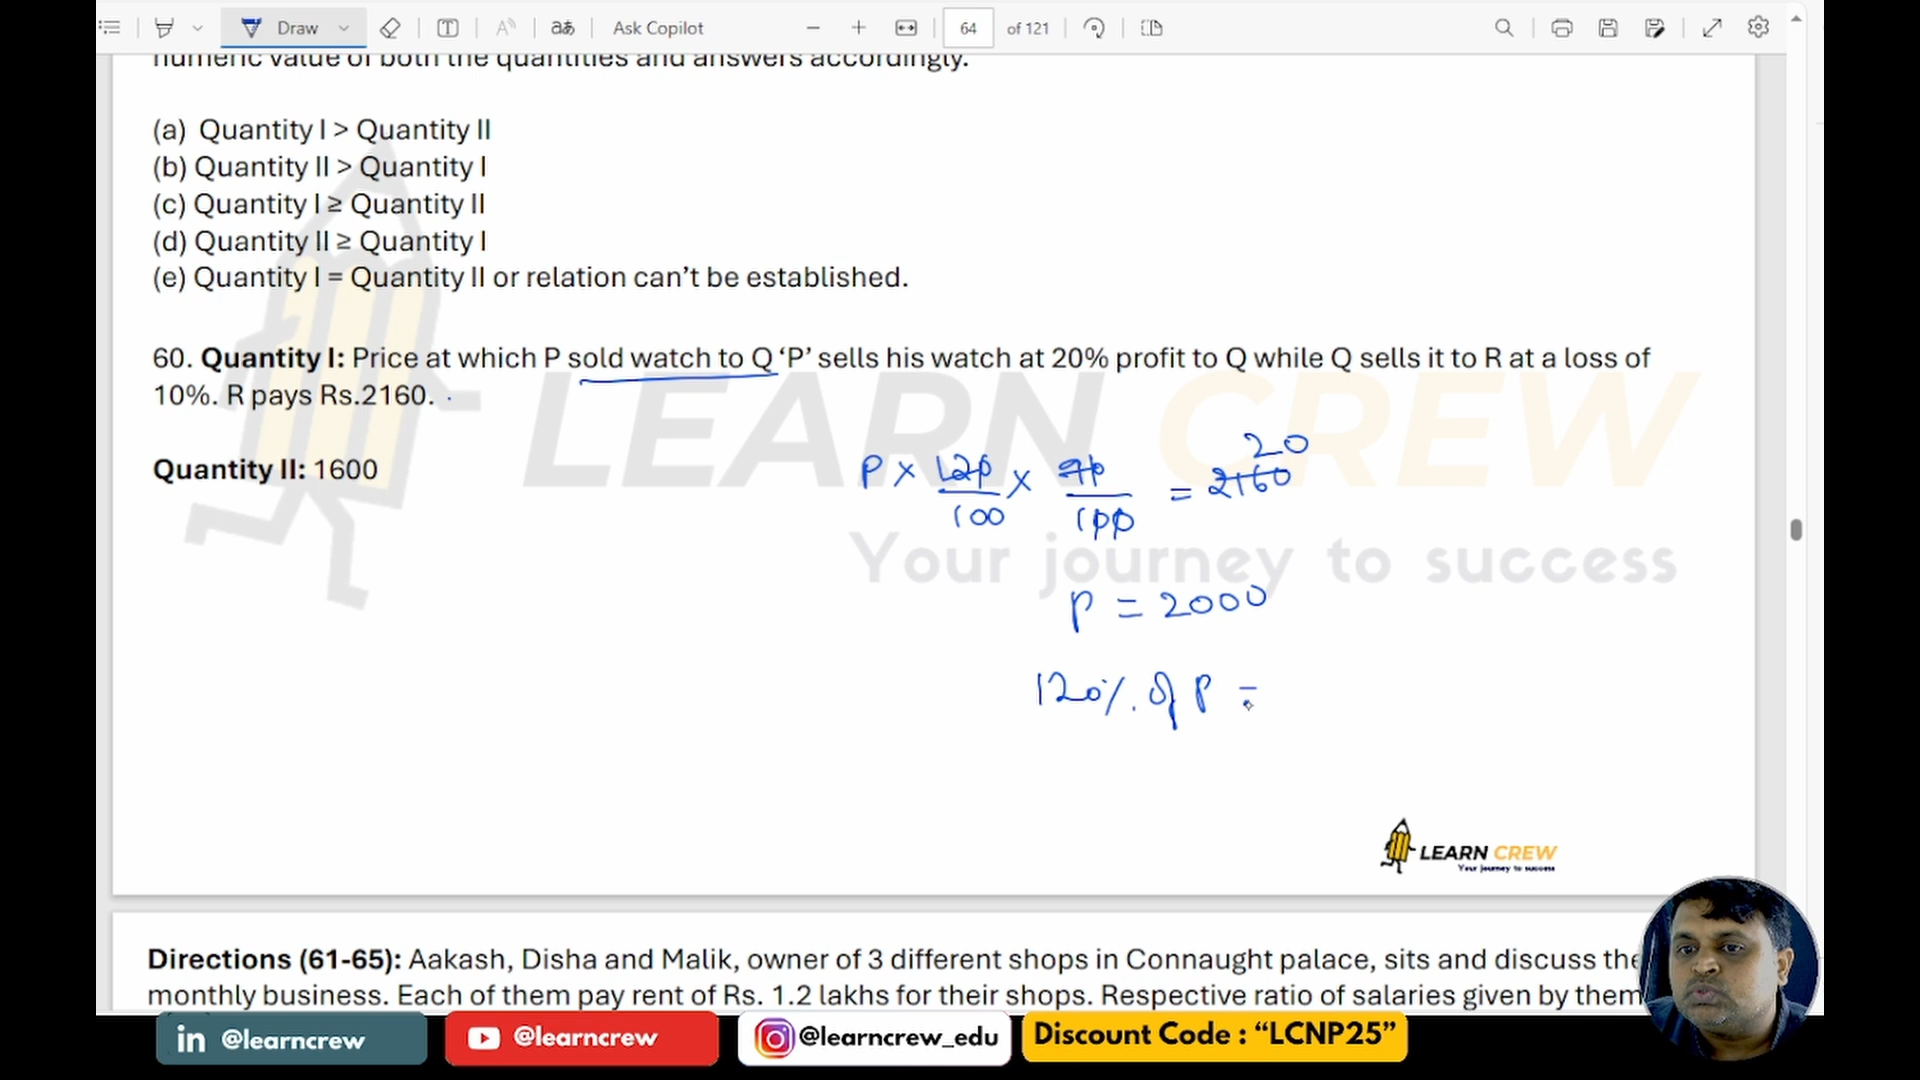 Draw
Ask Copilot
64 of 121
numeric value of both the quantities and answers accordingly.
(a) Quantity I > Quantity II
(b) Quantity II > Quantity I
(c) Quantity I ≥ Quantity II
(d) Quantity II ≥ Quantity I
(e) Quantity I = Quantity II or relation can't be established.
60. Quantity I: Price at which P sold watch to Q 'P' sells his watch at 20% profit to Q while Q sells it to R at a loss of
10%. R pays Rs.2160.
Quantity II: 1600
20
P × 120/100 × 90/100 = 2160
P = 2000
120% of P =
LEARN CREW
Your journey to success
LEARN CREW
Your journey to success
Directions (61-65): Aakash, Disha and Malik, owner of 3 different shops in Connaught palace, sits and discuss the
monthly business. Each of them pay rent of Rs. 1.2 lakhs for their shops. Respective ratio of salaries given by them
in @learncrew
@learncrew
@learncrew_edu
Discount Code : “LCNP25”